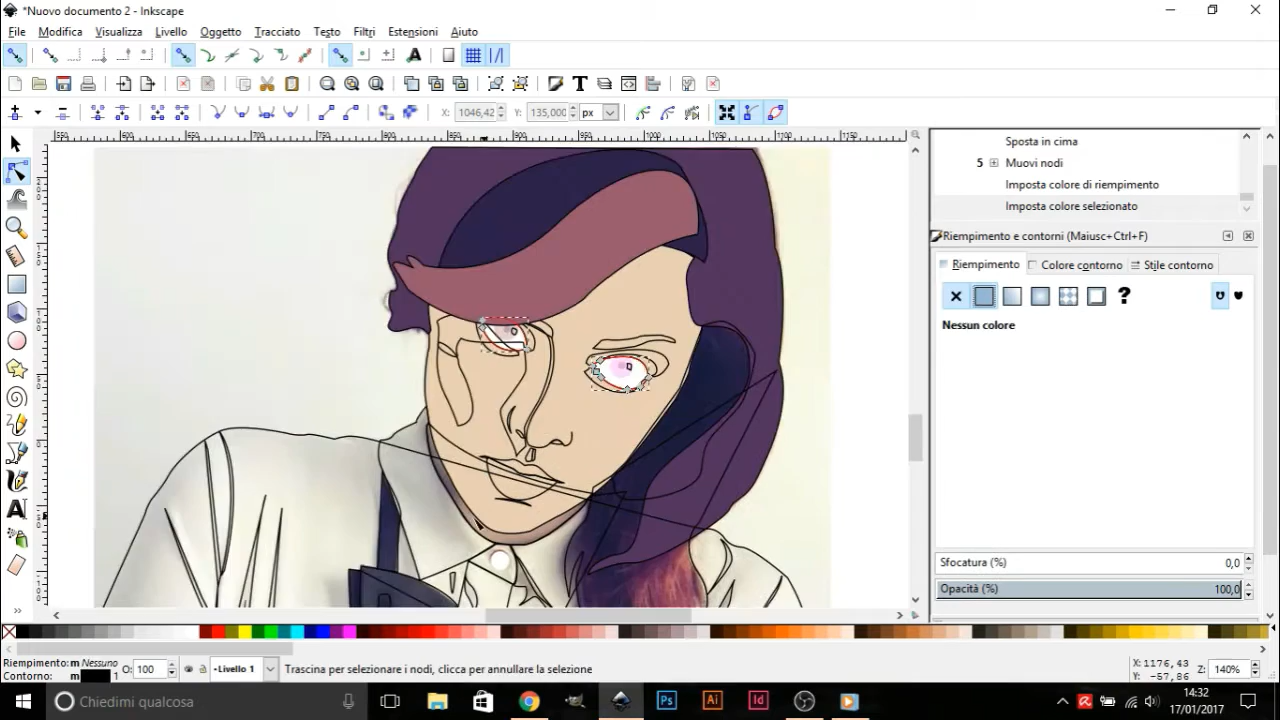 *Nuovo documento 2 - Inkscape
File Modifica Visualizza Livello Oggetto Tracciato Testo Filtri Estensioni Aiuto
X: 1046,42 Y: 135,000 px
Sposta in cima
5 Muovi nodi
Imposta colore di riempimento
Imposta colore selezionato
Riempimento e contorni (Maiusc+Ctrl+F)
Riempimento Colore contorno Stile contorno
?
Nessun colore
Sfocatura (%) 0,0
Opacità (%) 100,0
Riempimento: m Nessuno
Contorno: m 1
O: 100
Livello 1
Trascina per selezionare i nodi, clicca per annullare la selezione
X:1176,43
Y: -57,86
Z: 140%
Chiedimi qualcosa
Ps Ai Id
14:32
17/01/2017